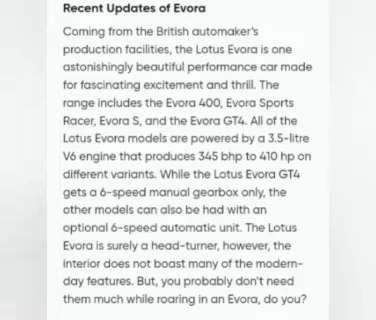 Recent Updates of Evora
Coming from the British automaker's
production facilities, the Lotus Evora is one
astonishingly beautiful performance car made
for fascinating excitement and thrill. The
range includes the Evora 400, Evora Sports
Racer, Evora S, and the Evora GT4. All of the
Lotus Evora models are powered by a 3.5-litre
V6 engine that produces 345 bhp to 410 hp on
different variants. While the Lotus Evora GT4
gets a 6-speed manual gearbox only, the
other models can also be had with an
optional 6-speed automatic unit. The Lotus
Evora is surely a head-turner, however, the
interior does not boast many of the modern-
day features. But, you probably don't need
them much while roaring in an Evora, do you?